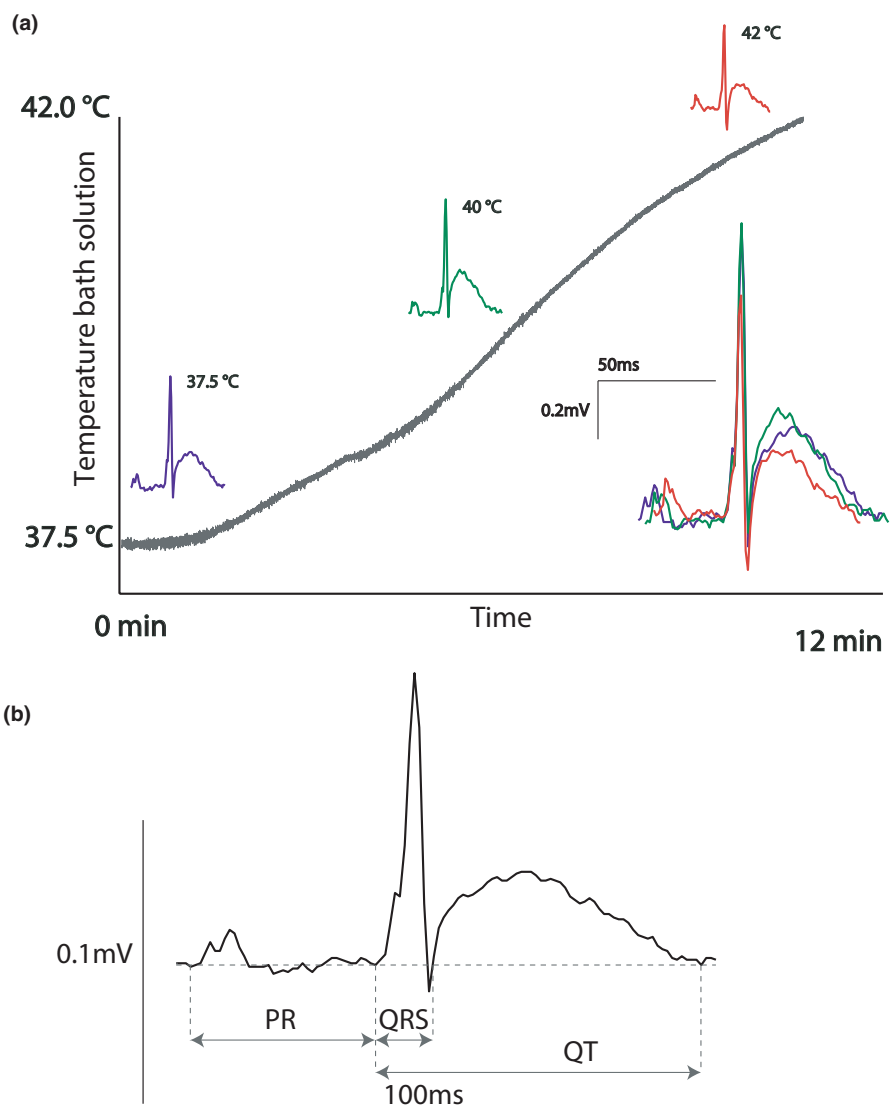 (a)
42 °C
42.0 °C
Temperature bath solution
40 °C
50ms
37.5 °C
0.2mV
37.5 °C
Time
0 min
12 min
(b)
0.1mV
PR
QRS
QT
100ms